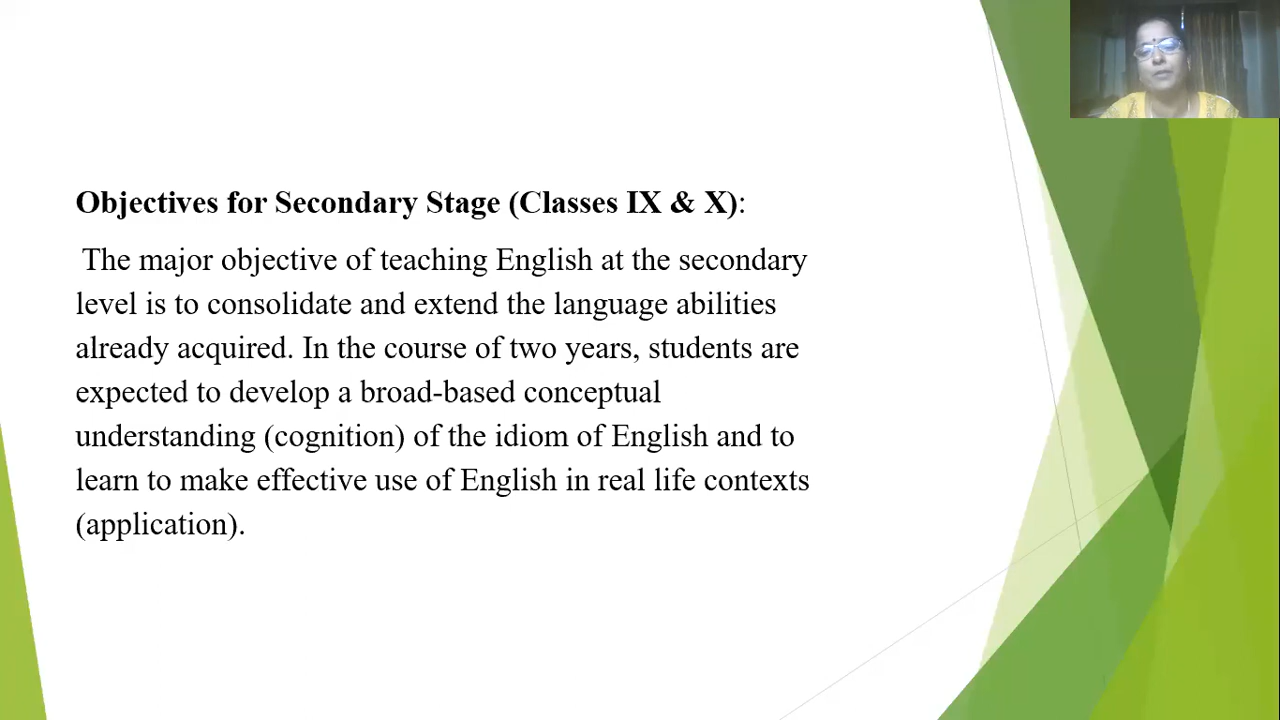 Objectives for Secondary Stage (Classes IX & X):
The major objective of teaching English at the secondary
level is to consolidate and extend the language abilities
already acquired. In the course of two years, students are
expected to develop a broad-based conceptual
understanding (cognition) of the idiom of English and to
learn to make effective use of English in real life contexts
(application).